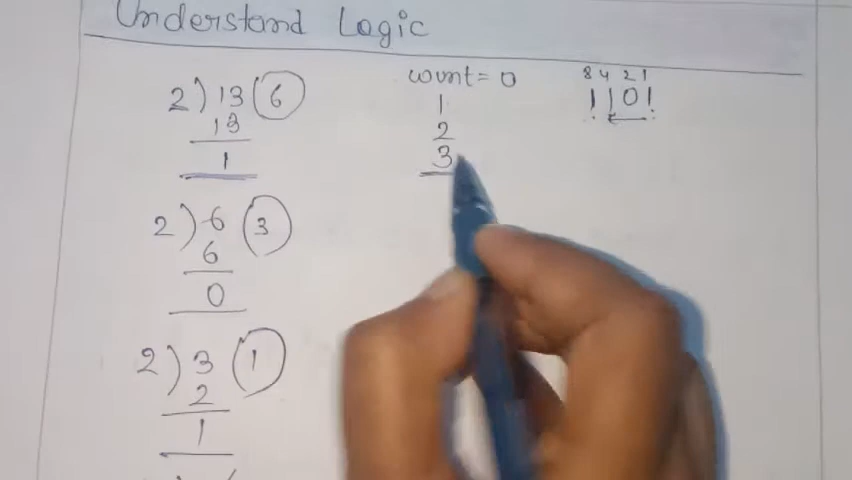 Understand Logic
2) 13 (6
13
1
2) 6 (3
6
0
2) 3 (1
2
1
count = 0
1
2
3
8 4 2 1
1 1 0 1